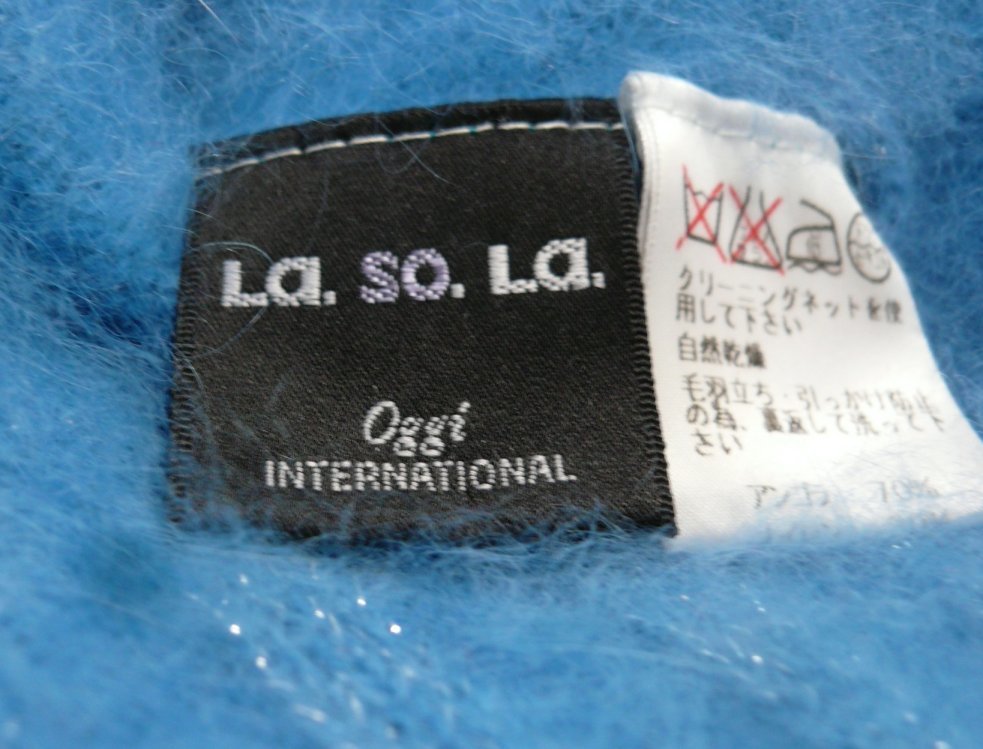 La. so. La.
Oggi
INTERNATIONAL
クリーニングネットを使
用して下さい
自然乾燥
毛羽立ち・引っかけ防止
の為、裏返して洗って下
さい
アンゴラ 70%